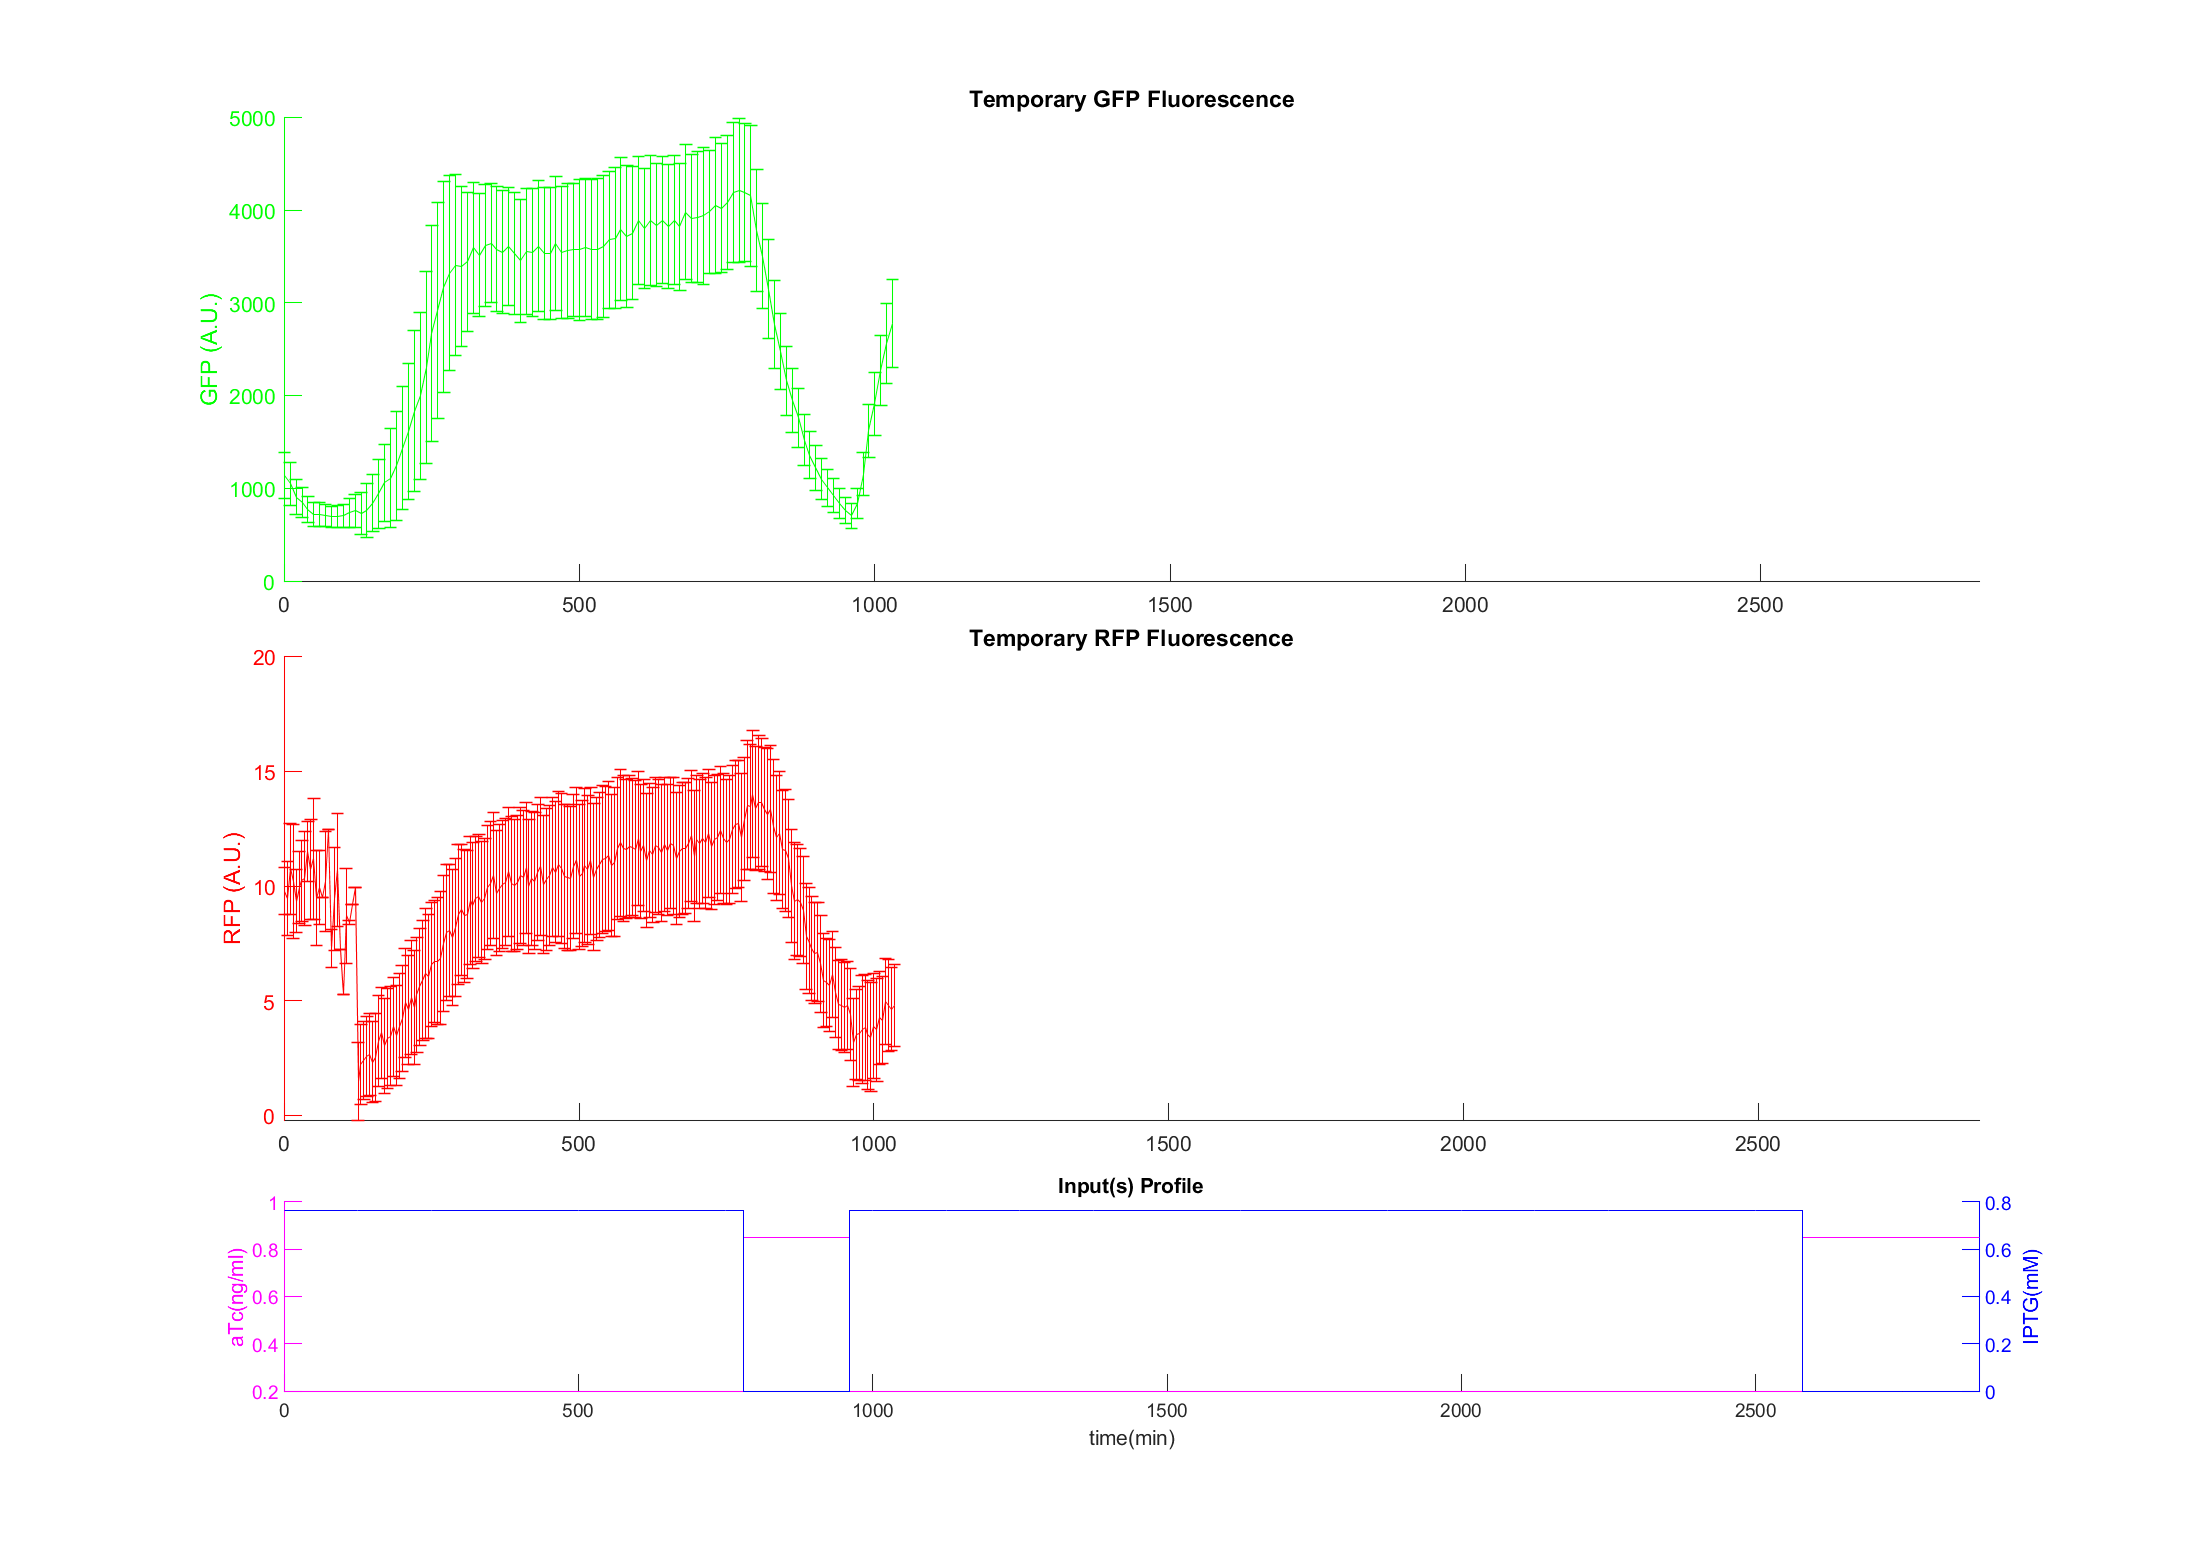 Temporary GFP Fluorescence
GFP (A.U.)
5000
4000
3000
2000
1000
0
0 500 1000 1500 2000 2500
Temporary RFP Fluorescence
RFP (A.U.)
20
15
10
5
0
0 500 1000 1500 2000 2500
Input(s) Profile
aTc(ng/ml)
1
0.8
0.6
0.4
0.2
0.8
0.6
0.4
0.2
0
IPTG(mM)
0 500 1000 1500 2000 2500
time(min)